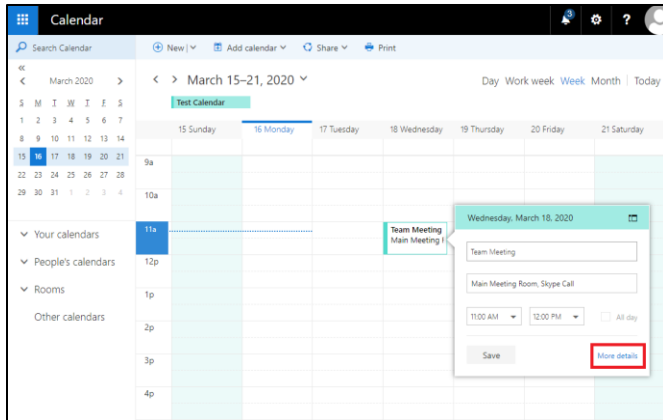 Calendar
3
?
Search Calendar
New
Add calendar
Share
Print
March 2020
S M T W T F S
1 2 3 4 5 6 7
8 9 10 11 12 13 14
15 16 17 18 19 20 21
22 23 24 25 26 27 28
29 30 31 1 2 3 4
Your calendars
People's calendars
Rooms
Other calendars
March 15–21, 2020
Day Work week Week Month Today
Test Calendar
15 Sunday 16 Monday 17 Tuesday 18 Wednesday 19 Thursday 20 Friday 21 Saturday
9a
10a
11a
12p
1p
2p
3p
4p
Team Meeting
Main Meeting
Wednesday, March 18, 2020
Team Meeting
Main Meeting Room, Skype Call
11:00 AM 12:00 PM All day
Save More details